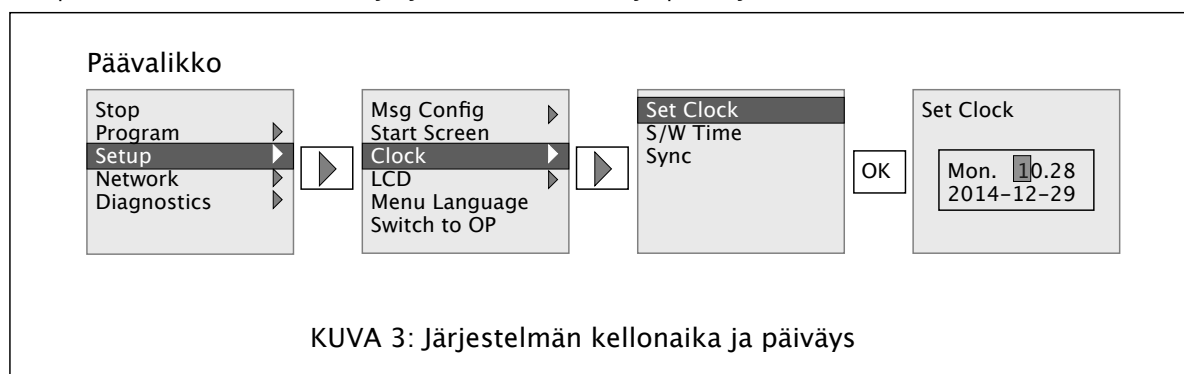 Päävalikko
Stop
Program
Setup
Network
Diagnostics
Msg Config
Start Screen
Clock
LCD
Menu Language
Switch to OP
Set Clock
S/W Time
Sync
OK
Set Clock
Mon. 10.28
2014-12-29
KUVA 3: Järjestelmän kellonaika ja päiväys